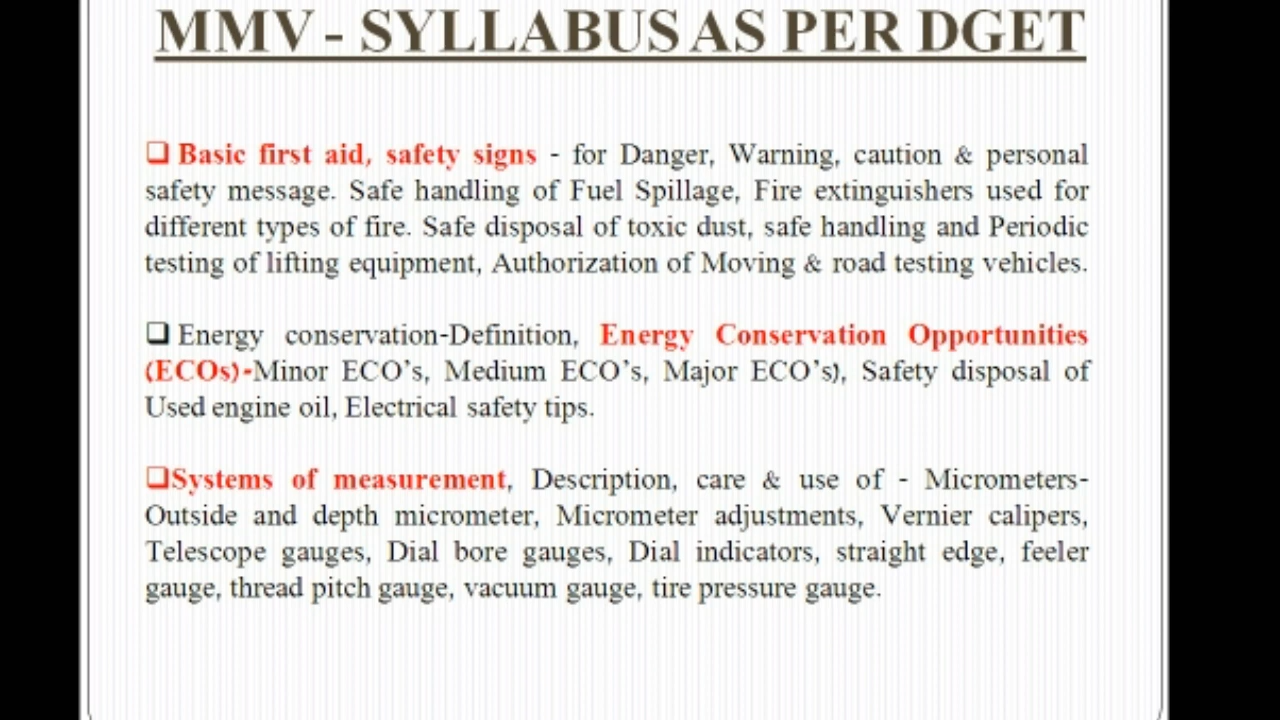 MMV - SYLLABUS AS PER DGET
❑ Basic first aid, safety signs - for Danger, Warning, caution & personal
safety message. Safe handling of Fuel Spillage, Fire extinguishers used for
different types of fire. Safe disposal of toxic dust, safe handling and Periodic
testing of lifting equipment, Authorization of Moving & road testing vehicles.
❑ Energy conservation-Definition, Energy Conservation Opportunities
(ECOs)-Minor ECO’s, Medium ECO’s, Major ECO’s), Safety disposal of
Used engine oil, Electrical safety tips.
❑Systems of measurement, Description, care & use of - Micrometers-
Outside and depth micrometer, Micrometer adjustments, Vernier calipers,
Telescope gauges, Dial bore gauges, Dial indicators, straight edge, feeler
gauge, thread pitch gauge, vacuum gauge, tire pressure gauge.